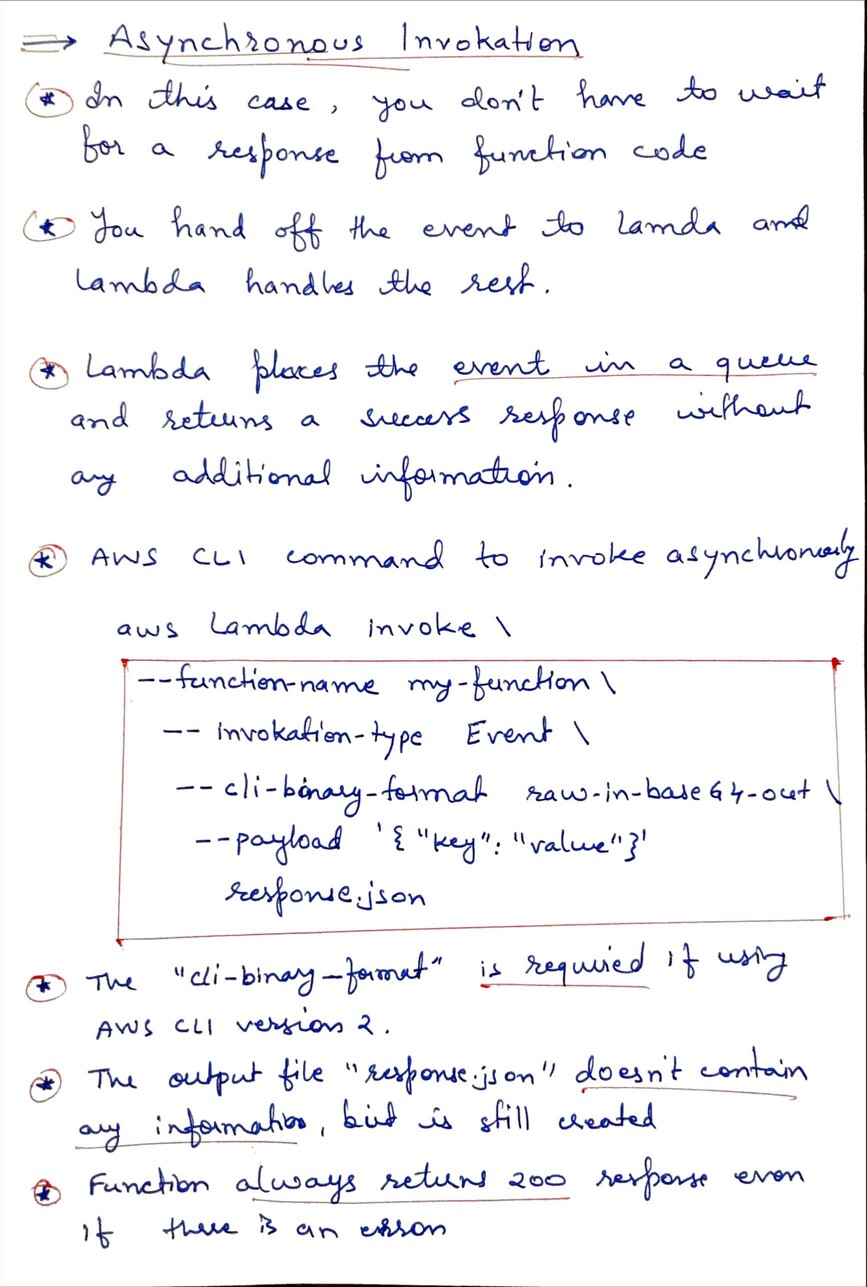 ⟹ Asynchronous Invokation
* In this case, you don't have to wait
for a response from function code
* You hand off the event to Lamda and
Lambda handles the rest.
* Lambda places the event in a queue
and returns a success response without
any additional information.
* AWS CLI command to invoke asynchronously
aws Lambda invoke \
--function-name my-function \
-- invokation-type Event \
-- cli-binary-format raw-in-base64-out \
--payload '{ "key": "value"}'
response.json
* The "cli-binary-format" is required if using
AWS CLI version 2.
* The output file "response.json" doesn't contain
any information, but is still created
* Function always returns 200 response even
if there is an error